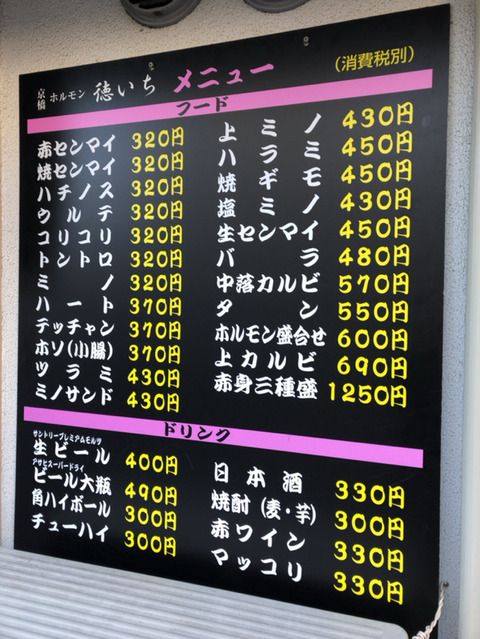 京橋 ホルモン 徳いち メニュー (消費税別)
フード
赤センマイ 320円
焼センマイ 320円
ハチノス 320円
ウルテ 320円
コリコリ 320円
トントロ 320円
ミノ 320円
ハート 370円
テッチャン 370円
ホソ(小腸) 370円
ツラミ 430円
ミノサンド 430円
上ミノ 430円
ハラミ 450円
焼ギモ 450円
塩ミノ 430円
生センマイ 450円
バラ 480円
中落カルビ 570円
タン 550円
ホルモン盛合せ 600円
上カルビ 690円
赤身三種盛 1250円
ドリンク
サントリープレミアムモルツ
生ビール 400円
アサヒスーパードライ
ビール大瓶 490円
角ハイボール 300円
チューハイ 300円
日本酒 330円
焼酎(麦・芋) 300円
赤ワイン 330円
マッコリ 330円